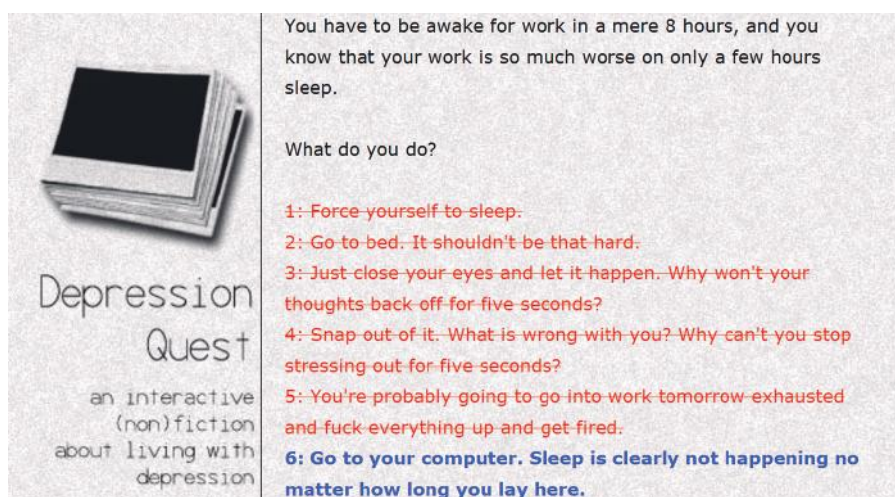 You have to be awake for work in a mere 8 hours, and you
know that your work is so much worse on only a few hours
sleep.
What do you do?
1: Force yourself to sleep.
2: Go to bed. It shouldn't be that hard.
3: Just close your eyes and let it happen. Why won't your
thoughts back off for five seconds?
4: Snap out of it. What is wrong with you? Why can't you stop
stressing out for five seconds?
5: You're probably going to go into work tomorrow exhausted
and fuck everything up and get fired.
6: Go to your computer. Sleep is clearly not happening no
matter how long you lay here.
Depression
Quest
an interactive
(non)fiction
about living with
depression